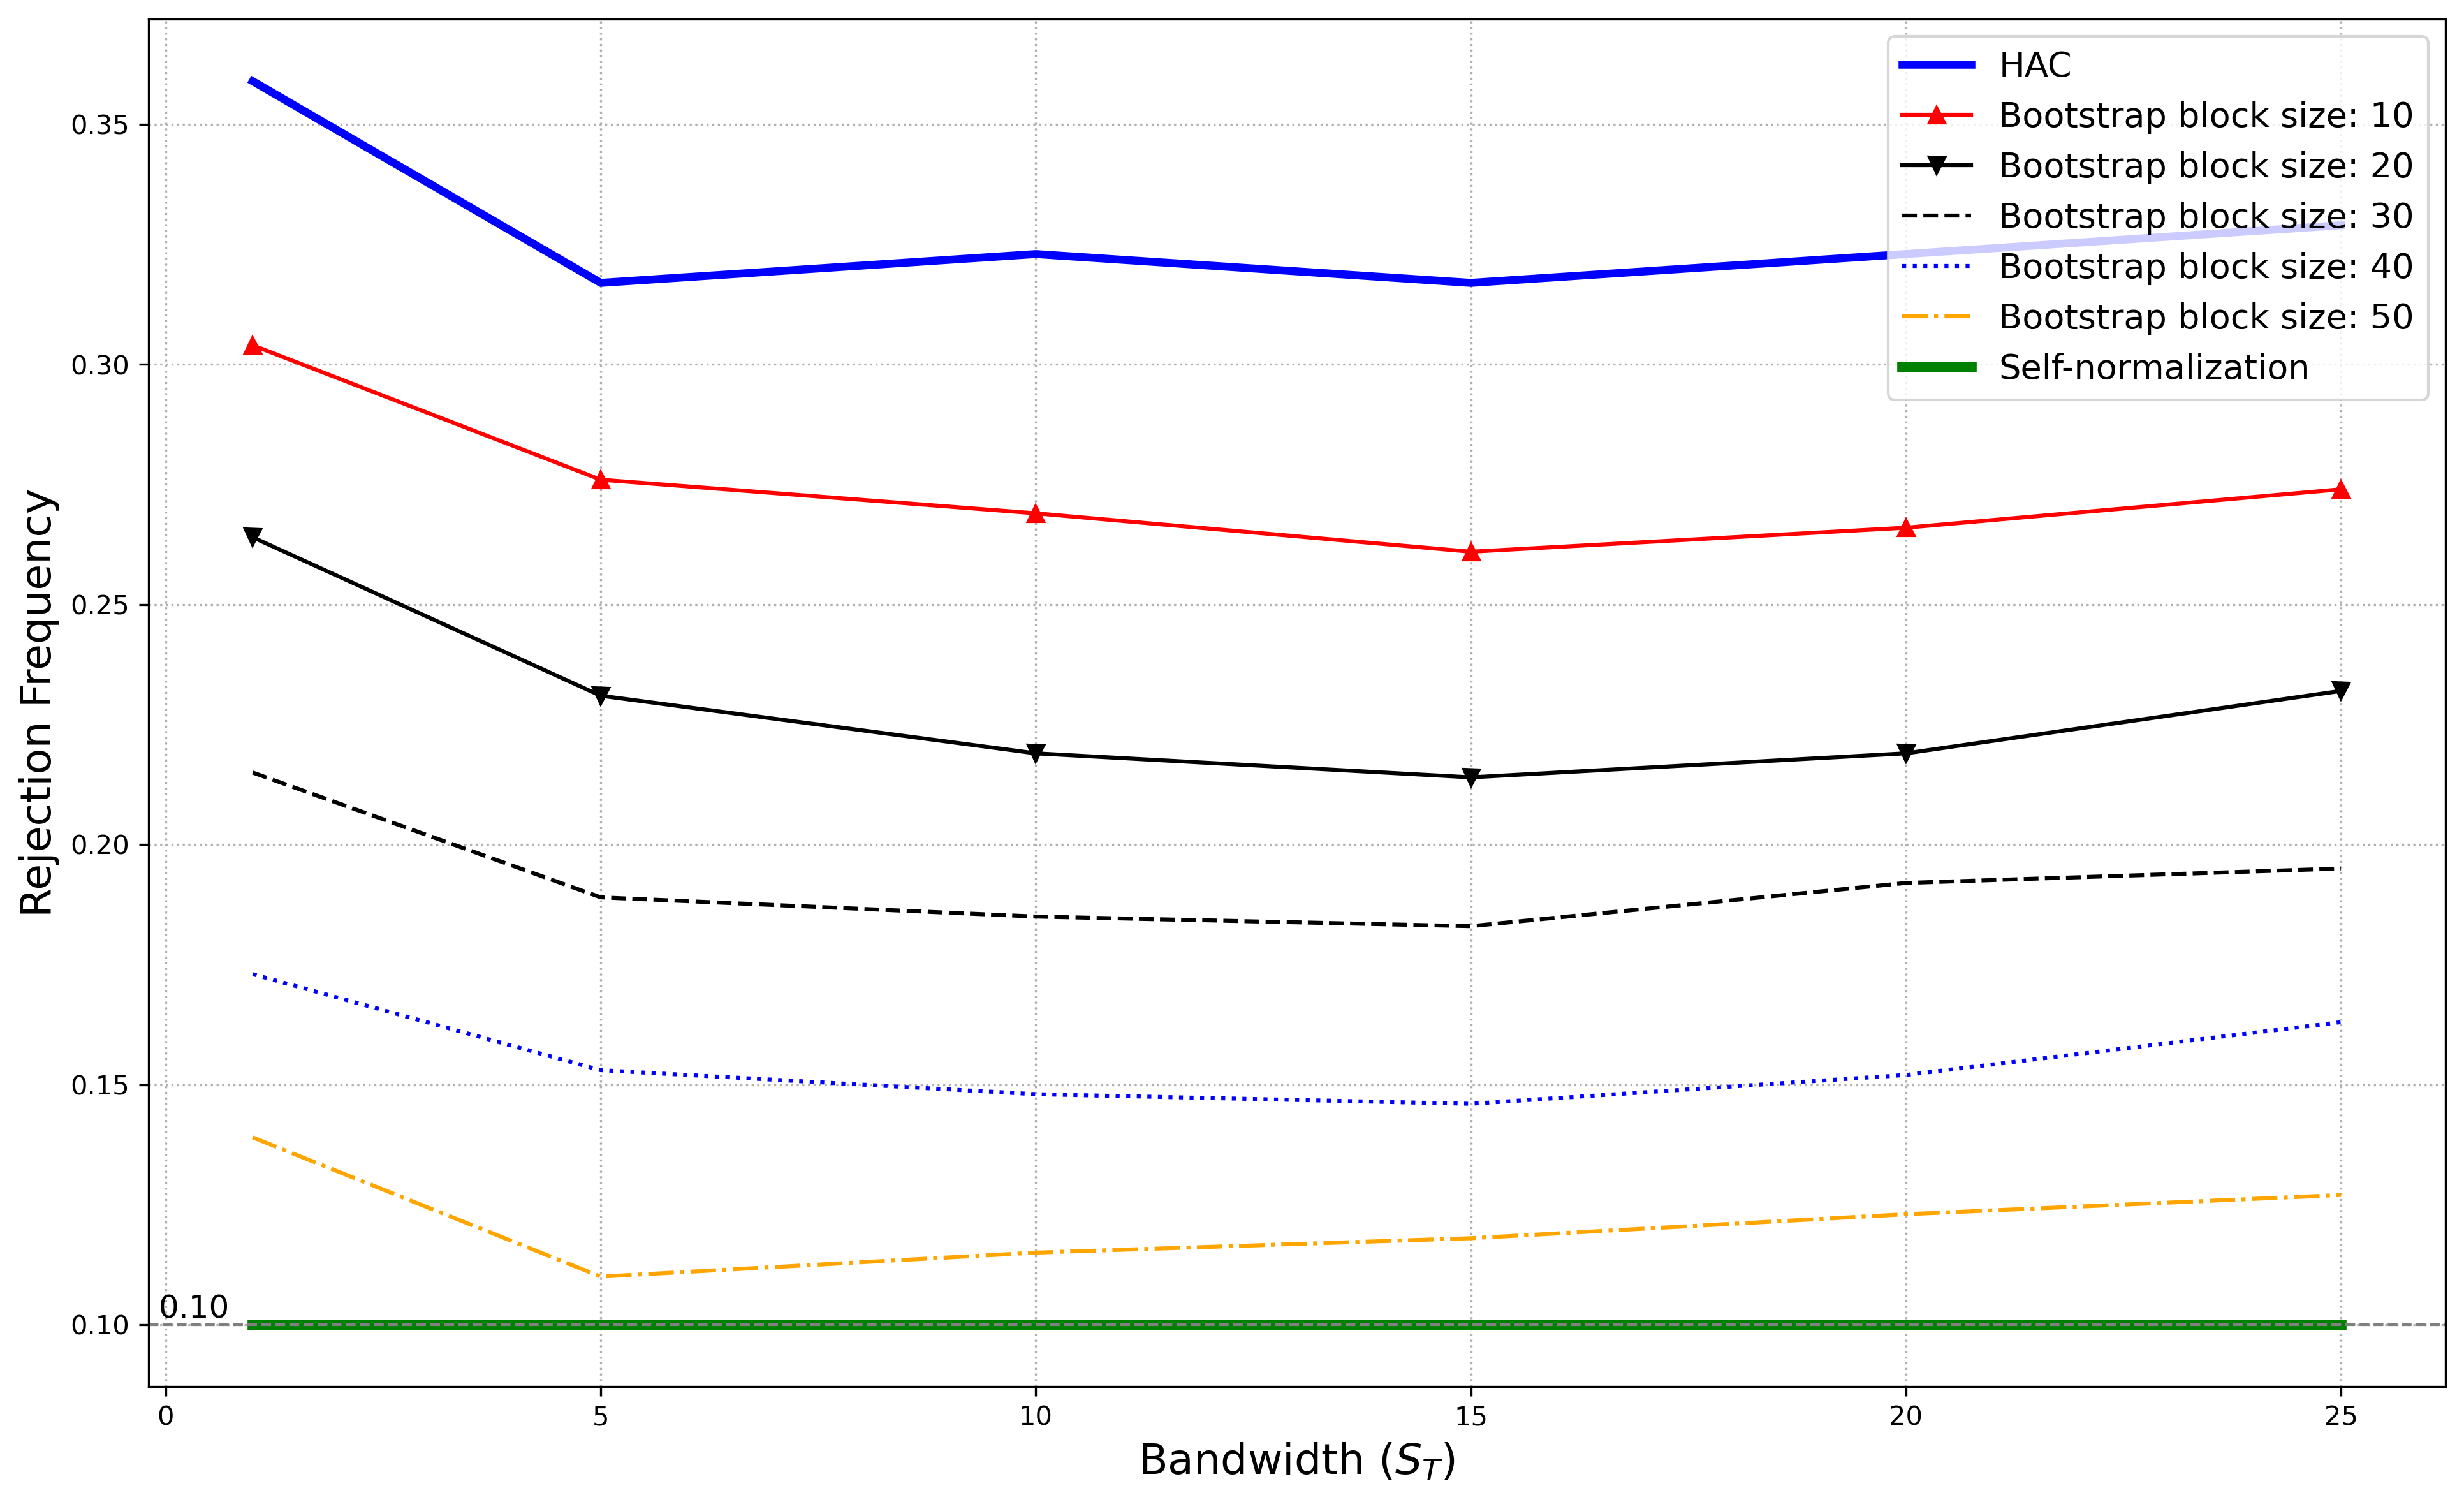 HAC
Bootstrap block size: 10
Bootstrap block size: 20
Bootstrap block size: 30
Bootstrap block size: 40
Bootstrap block size: 50
Self-normalization
Rejection Frequency
0.35
0.30
0.25
0.20
0.15
0.10
0.10
0 5 10 15 20 25
Bandwidth (S_T)